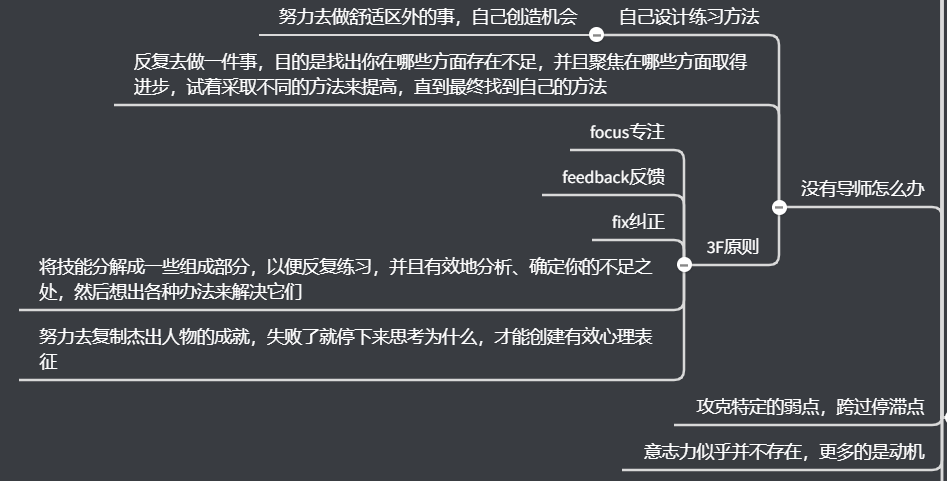 努力去做舒适区外的事，自己创造机会
自己设计练习方法
反复去做一件事，目的是找出你在哪些方面存在不足，并且聚焦在哪些方面取得
进步，试着采取不同的方法来提高，直到最终找到自己的方法
focus专注
feedback反馈
没有导师怎么办
fix纠正
3F原则
将技能分解成一些组成部分，以便反复练习，并且有效地分析、确定你的不足之
处，然后想出各种办法来解决它们
努力去复制杰出人物的成就，失败了就停下来思考为什么，才能创建有效心理表
征
攻克特定的弱点，跨过停滞点
意志力似乎并不存在，更多的是动机